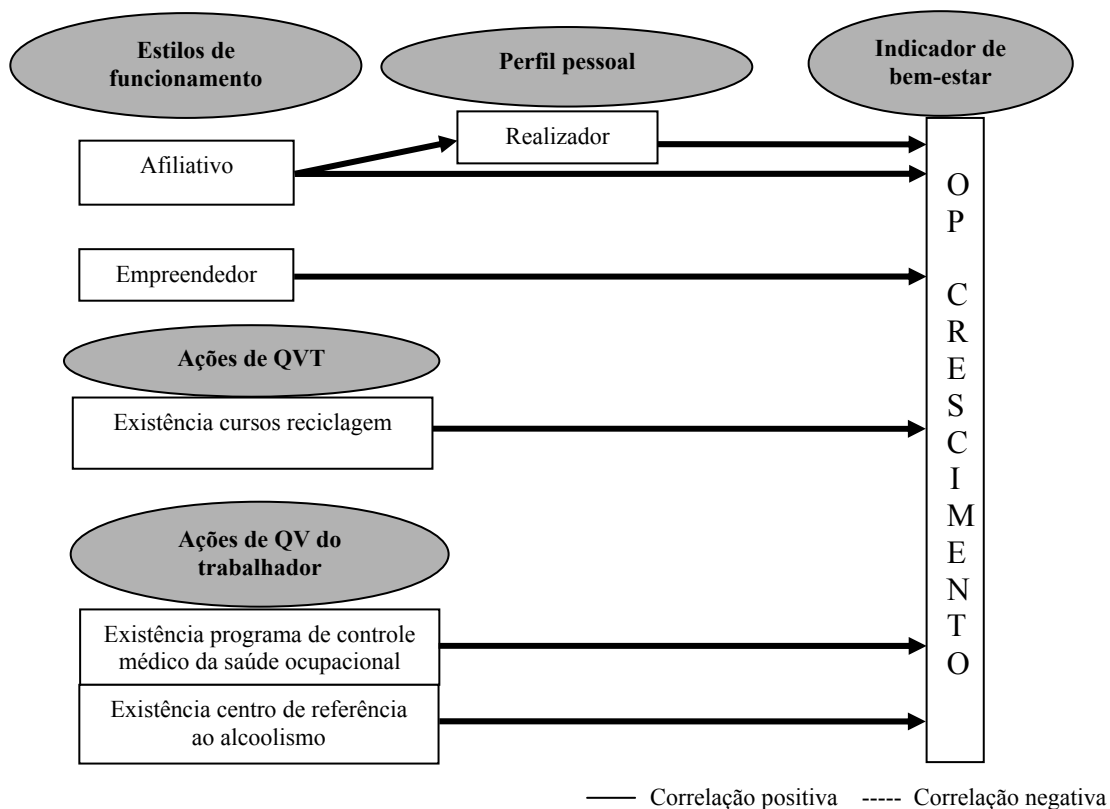 Estilos de
funcionamento
Perfil pessoal
Indicador de
bem-estar
Afiliativo
Realizador
Empreendedor
OP CRESCIMENTO
Ações de QVT
Existência cursos reciclagem
Ações de QV do
trabalhador
Existência programa de controle
médico da saúde ocupacional
Existência centro de referência
ao alcoolismo
Correlação positiva ----- Correlação negativa